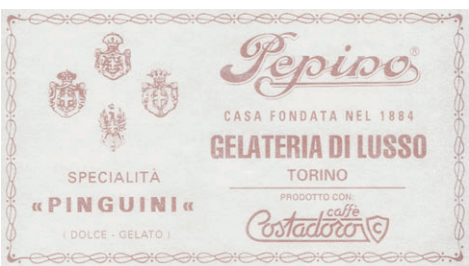 SPECIALITÀ
«PINGUINI«
( DOLCE - GELATO )
Pepino®
CASA FONDATA NEL 1884
GELATERIA DI LUSSO
TORINO
PRODOTTO CON:
caffè
Costadoro C